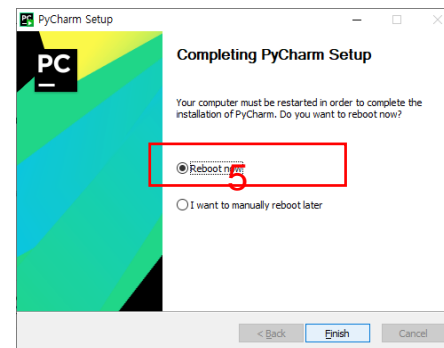 PyCharm Setup
PC
Completing PyCharm Setup
Your computer must be restarted in order to complete the
installation of PyCharm. Do you want to reboot now?
Reboot now
5
I want to manually reboot later
< Back
Finish
Cancel